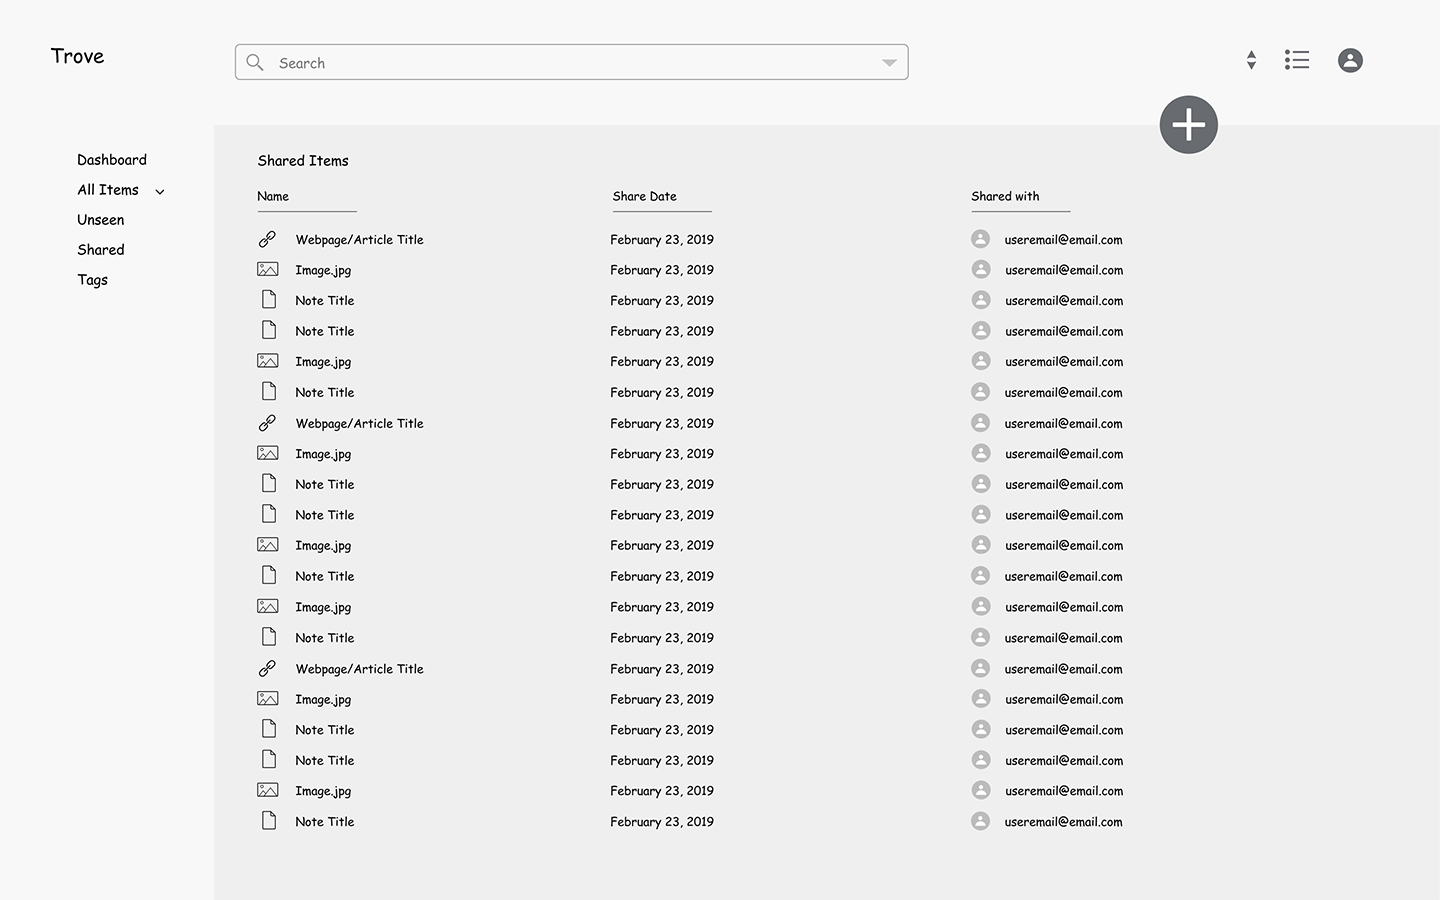 Trove
Search
Dashboard
All Items
Unseen
Shared
Tags
Shared Items
Name Share Date Shared with
Webpage/Article Title February 23, 2019 useremail@email.com
Image.jpg February 23, 2019 useremail@email.com
Note Title February 23, 2019 useremail@email.com
Note Title February 23, 2019 useremail@email.com
Image.jpg February 23, 2019 useremail@email.com
Note Title February 23, 2019 useremail@email.com
Webpage/Article Title February 23, 2019 useremail@email.com
Image.jpg February 23, 2019 useremail@email.com
Note Title February 23, 2019 useremail@email.com
Note Title February 23, 2019 useremail@email.com
Image.jpg February 23, 2019 useremail@email.com
Note Title February 23, 2019 useremail@email.com
Image.jpg February 23, 2019 useremail@email.com
Note Title February 23, 2019 useremail@email.com
Webpage/Article Title February 23, 2019 useremail@email.com
Image.jpg February 23, 2019 useremail@email.com
Note Title February 23, 2019 useremail@email.com
Note Title February 23, 2019 useremail@email.com
Image.jpg February 23, 2019 useremail@email.com
Note Title February 23, 2019 useremail@email.com